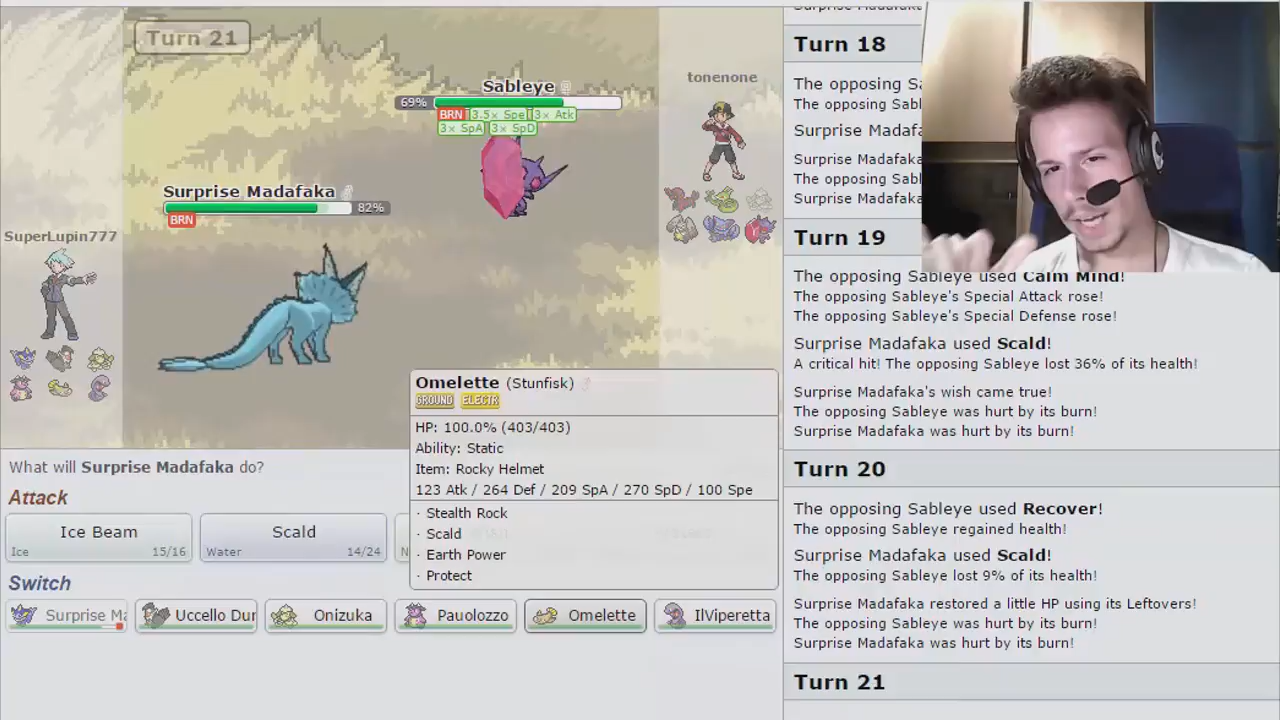 Turn 21
Sableye
69%
BRN 3.5× Spe 3× Atk
3× SpA 3× SpD
Surprise Madafaka
82%
BRN
SuperLupin777
tonenone
What will Surprise Madafaka do?
Attack
Ice Beam
Ice 15/16
Scald
Water 14/24
Switch
Surprise Ma
Uccello Dur
Onizuka
Pauolozzo
Omelette
IlViperetta
Omelette (Stunfisk)
GROUND ELECTR
HP: 100.0% (403/403)
Ability: Static
Item: Rocky Helmet
123 Atk / 264 Def / 209 SpA / 270 SpD / 100 Spe
· Stealth Rock
· Scald
· Earth Power
· Protect
Turn 18
The opposing Sa
The opposing Sabl
Surprise Madafa
Surprise Madafaka
The opposing Sabl
Surprise Madafaka
Turn 19
The opposing Sableye used Calm Mind!
The opposing Sableye's Special Attack rose!
The opposing Sableye's Special Defense rose!
Surprise Madafaka used Scald!
A critical hit! The opposing Sableye lost 36% of its health!
Surprise Madafaka's wish came true!
The opposing Sableye was hurt by its burn!
Surprise Madafaka was hurt by its burn!
Turn 20
The opposing Sableye used Recover!
The opposing Sableye regained health!
Surprise Madafaka used Scald!
The opposing Sableye lost 9% of its health!
Surprise Madafaka restored a little HP using its Leftovers!
The opposing Sableye was hurt by its burn!
Surprise Madafaka was hurt by its burn!
Turn 21